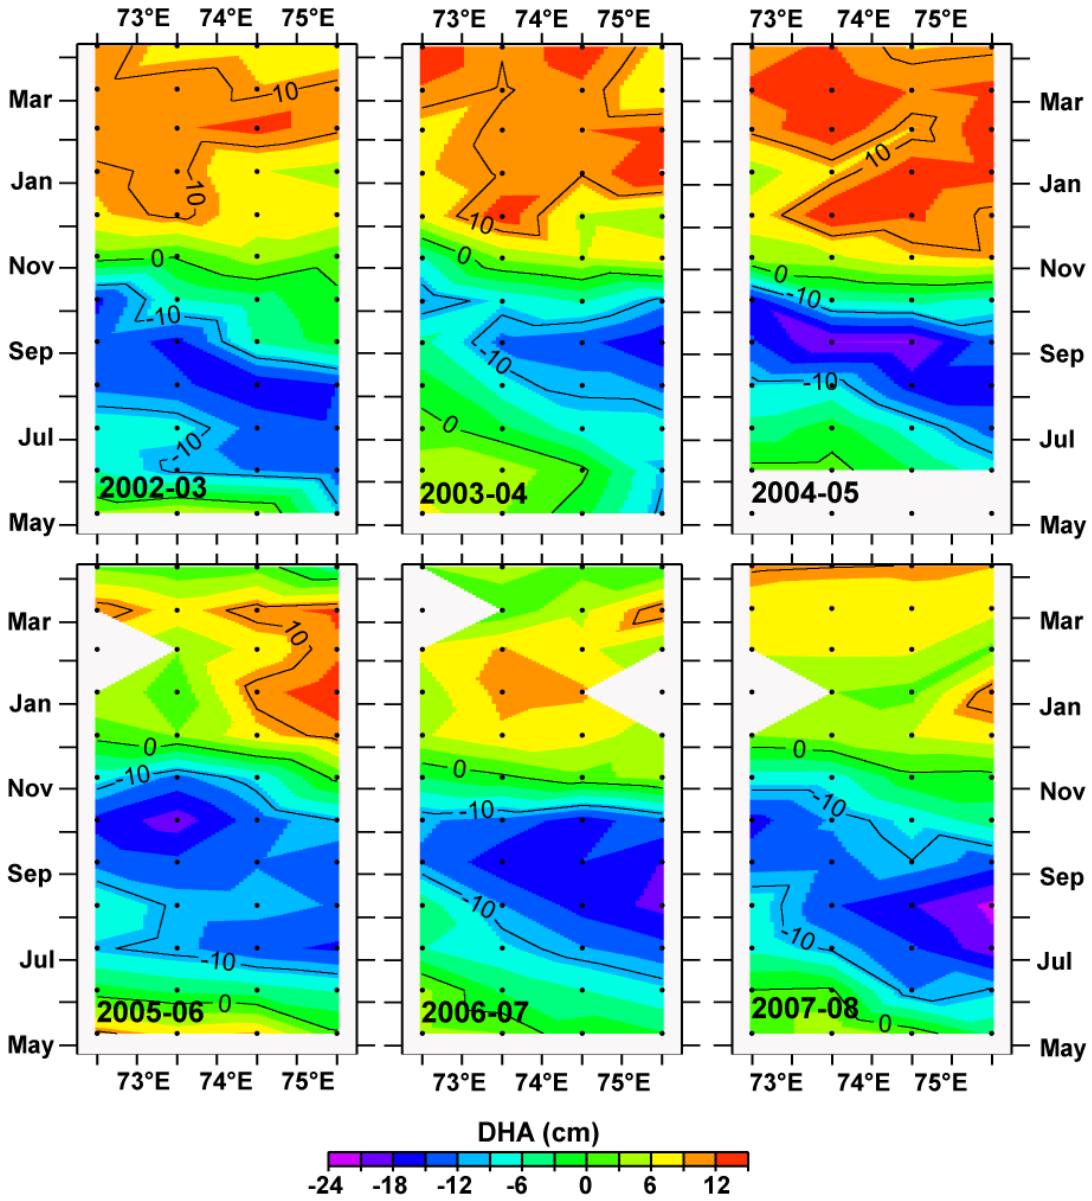 73°E 74°E 75°E 73°E 74°E 75°E 73°E 74°E 75°E
Mar 10 Mar
10
Jan 10 Jan
10
Nov 0 0 0 Nov
-10 -10
Sep -10 Sep
-10
Jul 0 Jul
-10
2002-03 2003-04 2004-05
May May
Mar 10 Mar
Jan Jan
0 0 0
Nov -10 -10 -10 Nov
Sep Sep
-10
-10
Jul -10 Jul
0
2005-06 2006-07 2007-08
0
May May
73°E 74°E 75°E 73°E 74°E 75°E 73°E 74°E 75°E
DHA (cm)
-24 -18 -12 -6 0 6 12